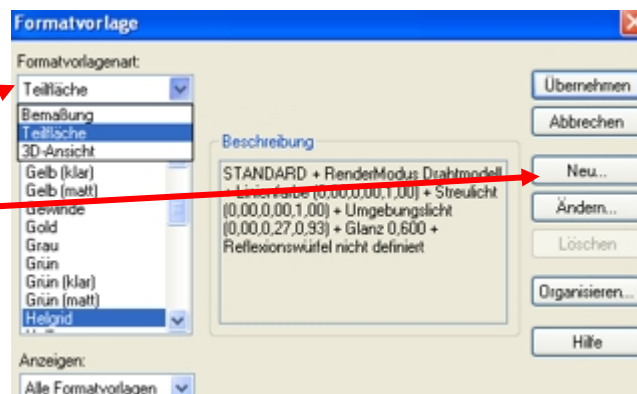 Formatvorlage
Formatvorlagenart:
Teilfläche
Bemaßung
Teilfläche
3D-Ansicht
Gelb (klar)
Gelb (matt)
Gewinde
Gold
Grau
Grün
Grün (klar)
Grün (matt)
Helgrid
Anzeigen:
Alle Formatvorlagen
Beschreibung
STANDARD + RenderModus Drahtmodell
+ Linienfarbe (0,00,0,00,1,00) + Streulicht
(0,00,0,00,1,00) + Umgebungslicht
(0,00,0,27,0,93) + Glanz 0,600 +
Reflexionswürfel nicht definiert
Übernehmen
Abbrechen
Neu...
Ändern...
Löschen
Organisieren...
Hilfe